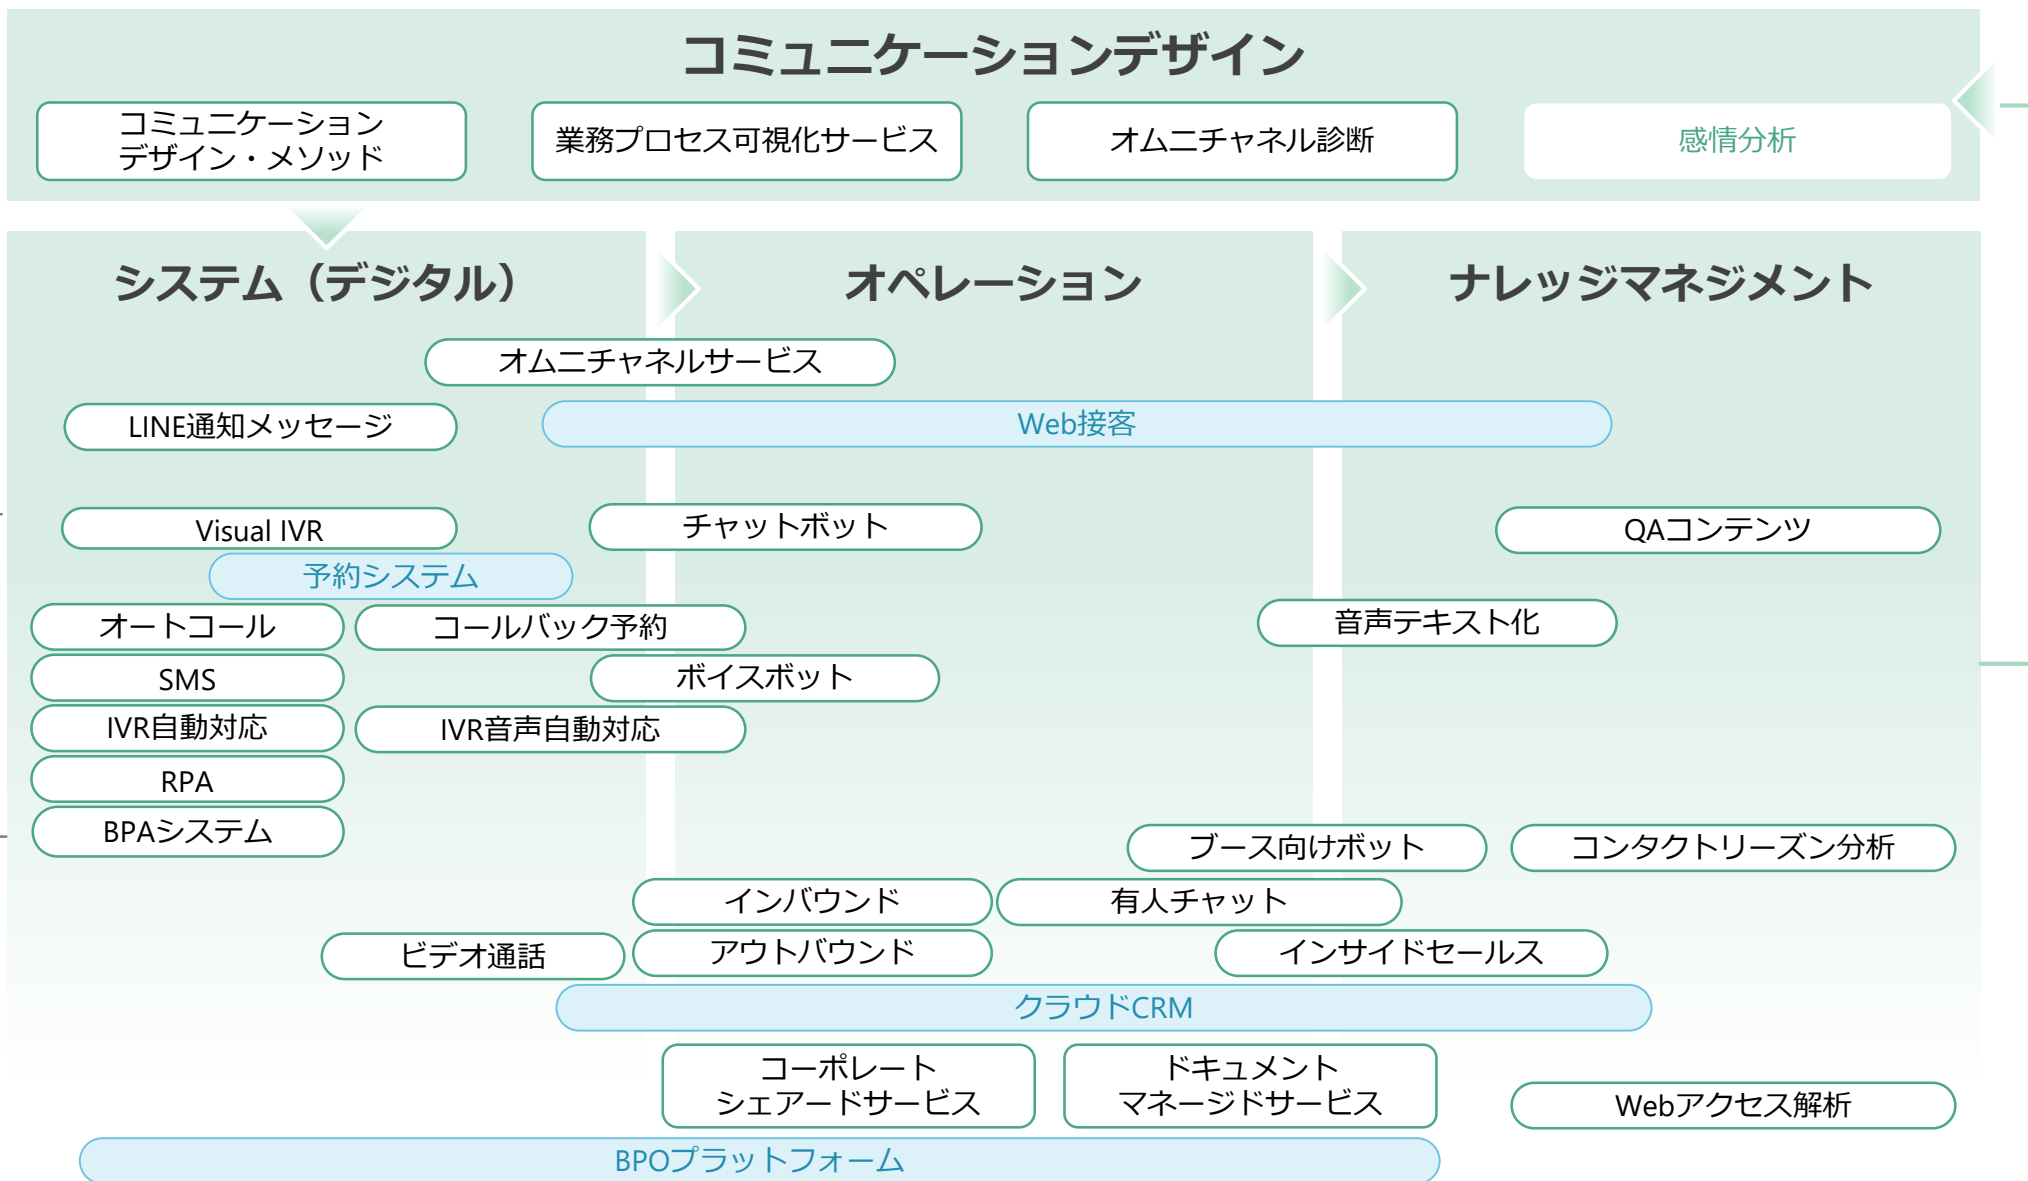 コミュニケーションデザイン
コミュニケーション
デザイン・メソッド
業務プロセス可視化サービス
オムニチャネル診断
感情分析
システム（デジタル）
オペレーション
ナレッジマネジメント
オムニチャネルサービス
LINE通知メッセージ
Web接客
Visual IVR
チャットボット
QAコンテンツ
予約システム
オートコール
コールバック予約
音声テキスト化
SMS
ボイスボット
IVR自動対応
IVR音声自動対応
RPA
BPAシステム
ブース向けボット
コンタクトリーズン分析
インバウンド
有人チャット
ビデオ通話
アウトバウンド
インサイドセールス
クラウドCRM
コーポレート
シェアードサービス
ドキュメント
マネージドサービス
Webアクセス解析
BPOプラットフォーム